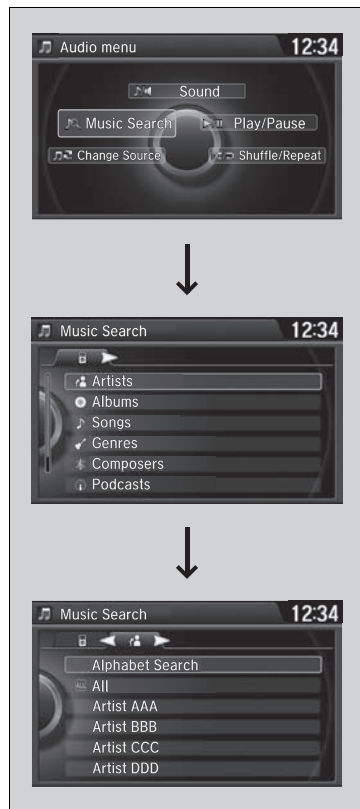 Audio menu 12:34
Sound
Music Search Play/Pause
Change Source Shuffle/Repeat
Music Search 12:34
Artists
Albums
Songs
Genres
Composers
Podcasts
Music Search 12:34
Alphabet Search
ALL All
Artist AAA
Artist BBB
Artist CCC
Artist DDD